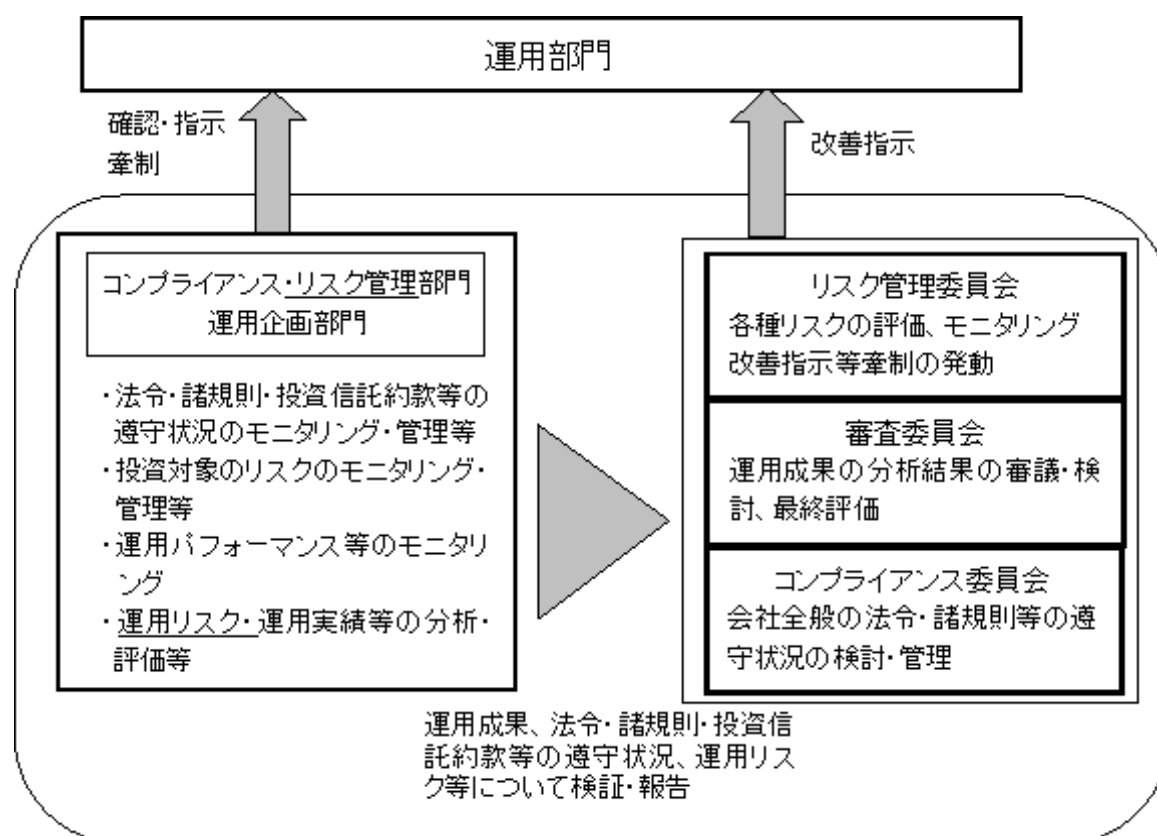 運用部門
確認・指示
牽制
改善指示
コンプライアンス・リスク管理部門
運用企画部門
・法令・諸規則・投資信託約款等の
遵守状況のモニタリング・管理等
・投資対象のリスクのモニタリング・
管理等
・運用パフォーマンス等のモニタリ
ング
・運用リスク・運用実績等の分析・
評価等
リスク管理委員会
各種リスクの評価、モニタリング
改善指示等牽制の発動
審査委員会
運用成果の分析結果の審議・検
討、最終評価
コンプライアンス委員会
会社全般の法令・諸規則等の遵
守状況の検討・管理
運用成果、法令・諸規則・投資信
託約款等の遵守状況、運用リス
ク等について検証・報告